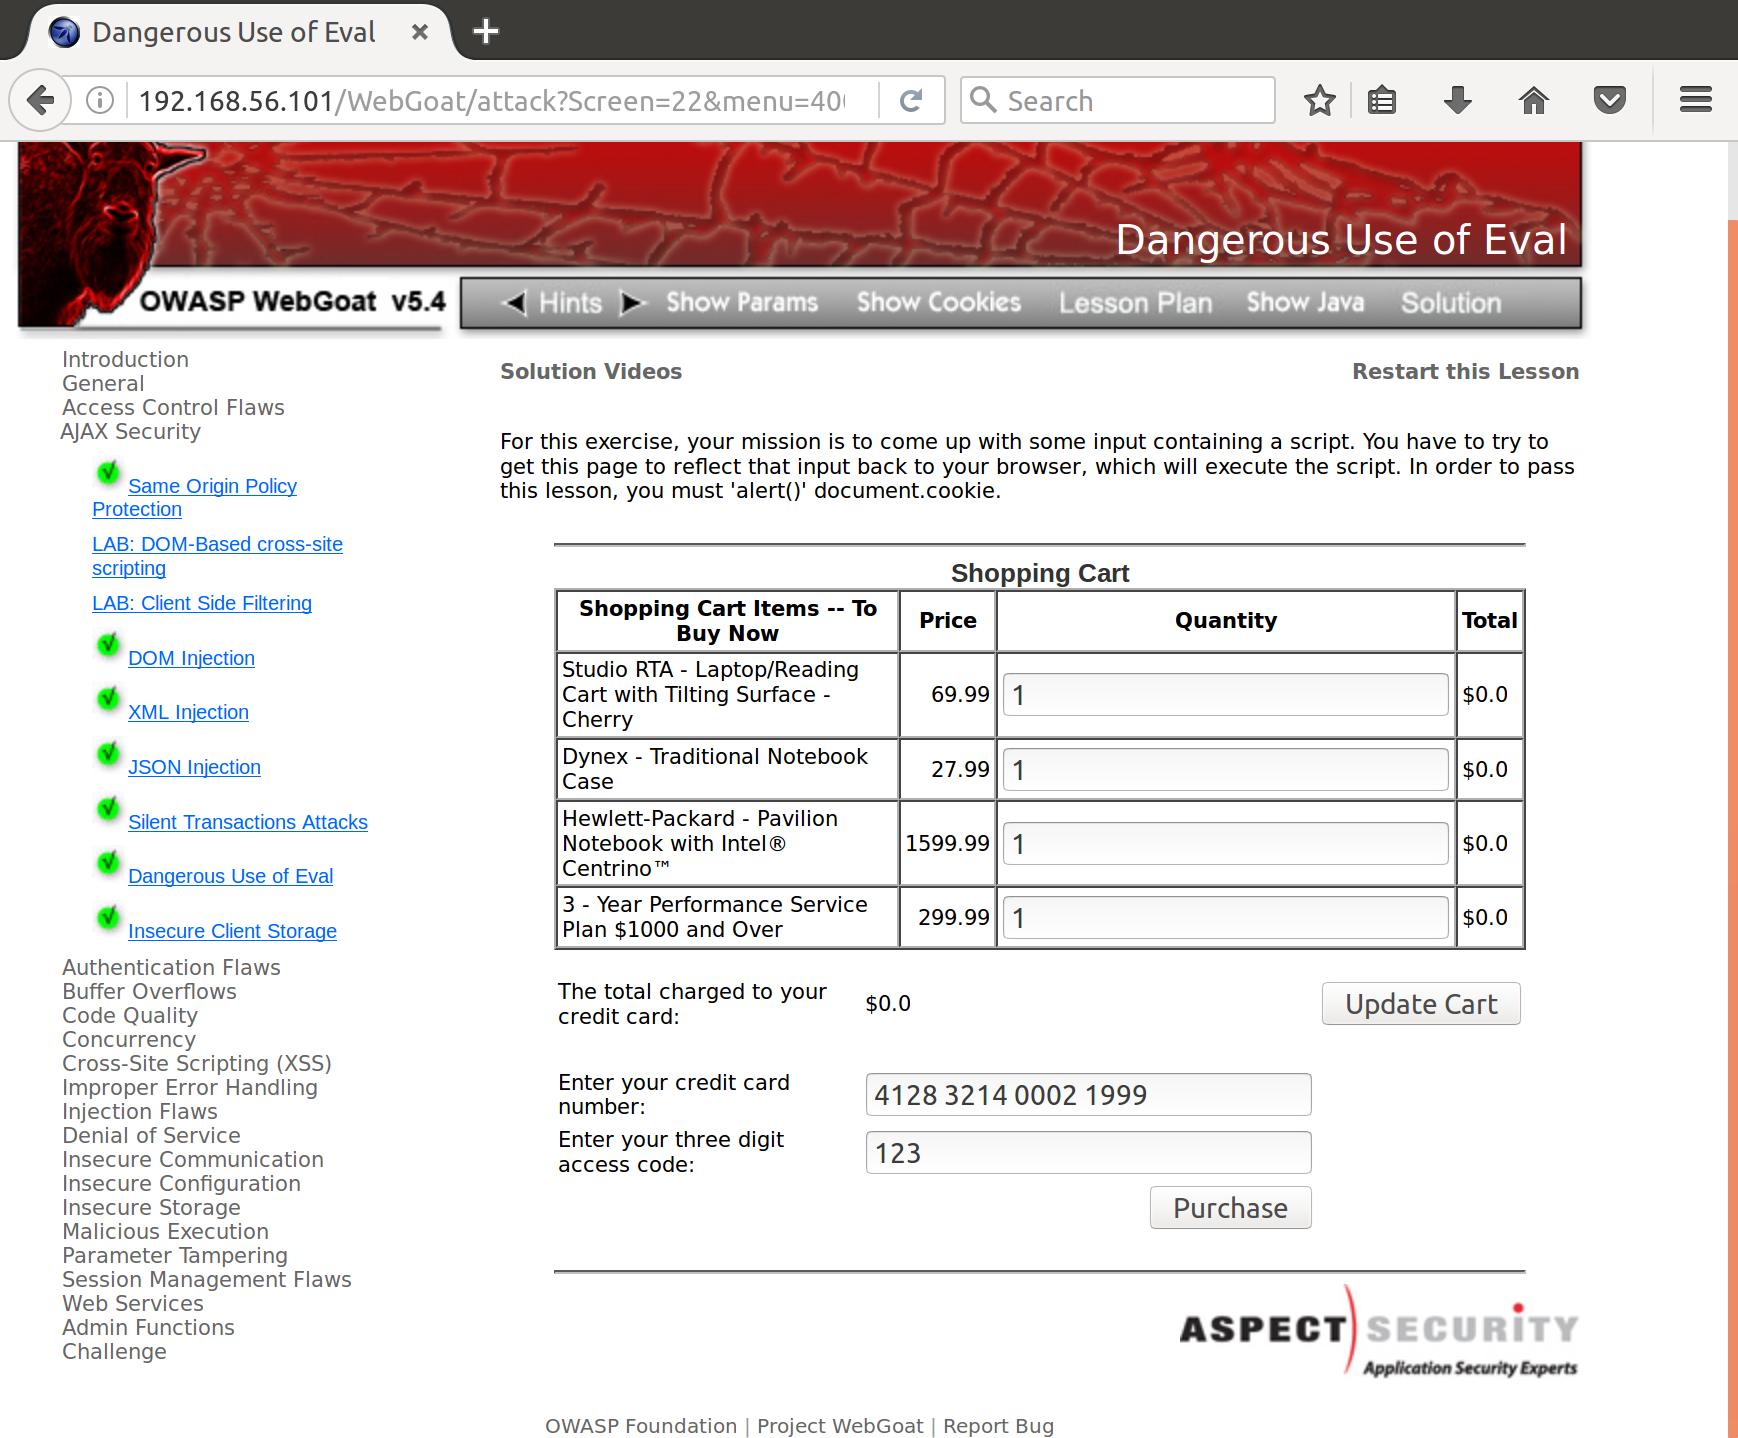 Dangerous Use of Eval
192.168.56.101/WebGoat/attack?Screen=22&menu=400
Search
Dangerous Use of Eval
OWASP WebGoat v5.4
Hints Show Params Show Cookies Lesson Plan Show Java Solution
Introduction
General
Access Control Flaws
AJAX Security
Same Origin Policy
Protection
LAB: DOM-Based cross-site
scripting
LAB: Client Side Filtering
DOM Injection
XML Injection
JSON Injection
Silent Transactions Attacks
Dangerous Use of Eval
Insecure Client Storage
Authentication Flaws
Buffer Overflows
Code Quality
Concurrency
Cross-Site Scripting (XSS)
Improper Error Handling
Injection Flaws
Denial of Service
Insecure Communication
Insecure Configuration
Insecure Storage
Malicious Execution
Parameter Tampering
Session Management Flaws
Web Services
Admin Functions
Challenge
Solution Videos Restart this Lesson
For this exercise, your mission is to come up with some input containing a script. You have to try to
get this page to reflect that input back to your browser, which will execute the script. In order to pass
this lesson, you must 'alert()' document.cookie.
Shopping Cart
Shopping Cart Items -- To
Buy Now
Price Quantity Total
Studio RTA - Laptop/Reading
Cart with Tilting Surface -
Cherry
69.99 1 $0.0
Dynex - Traditional Notebook
Case
27.99 1 $0.0
Hewlett-Packard - Pavilion
Notebook with Intel®
Centrino™
1599.99 1 $0.0
3 - Year Performance Service
Plan $1000 and Over
299.99 1 $0.0
The total charged to your
credit card:
$0.0 Update Cart
Enter your credit card
number:
4128 3214 0002 1999
Enter your three digit
access code:
123
Purchase
ASPECT SECURITY
Application Security Experts
OWASP Foundation | Project WebGoat | Report Bug